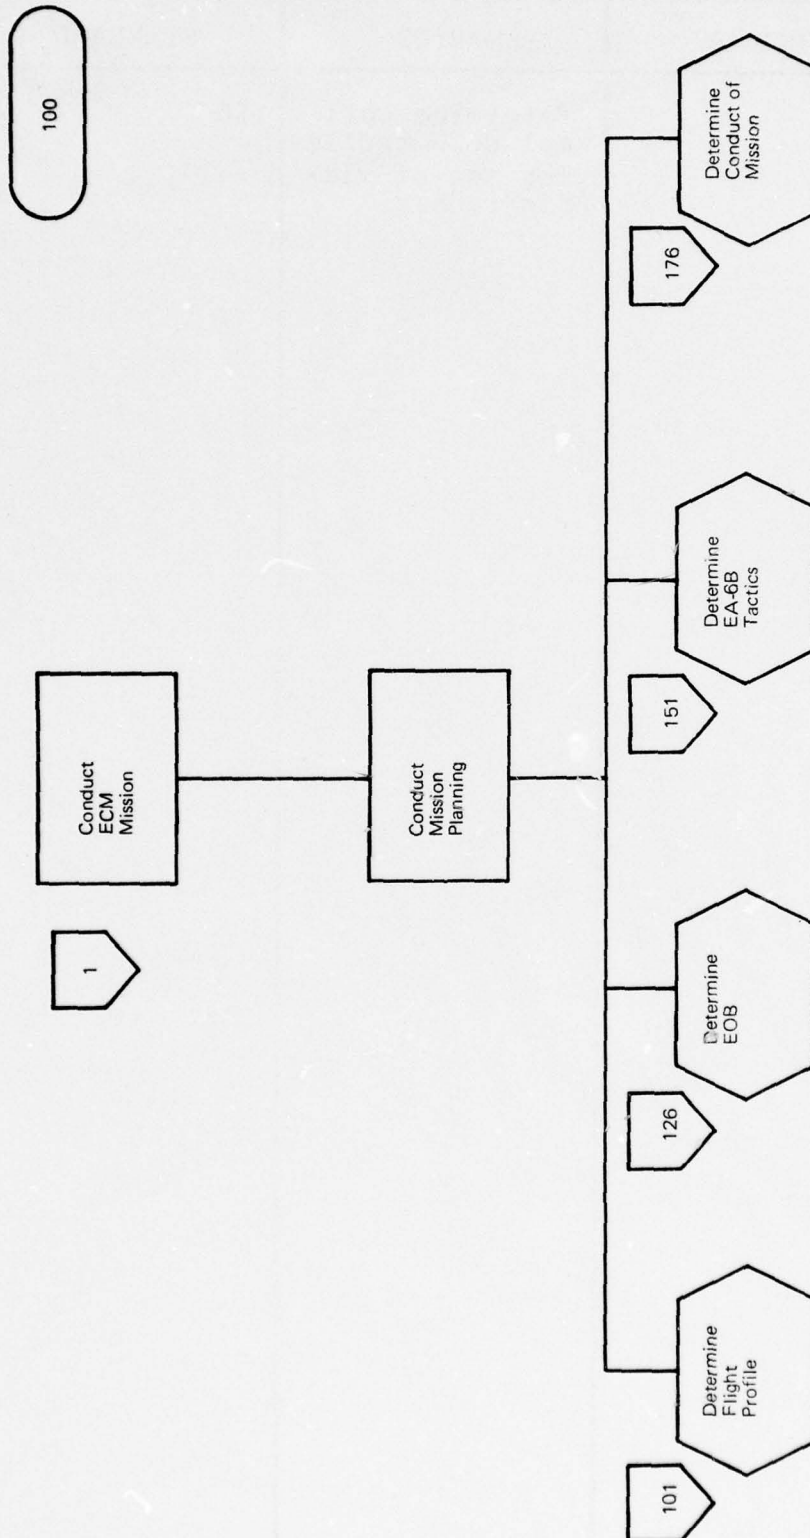 100
1
Conduct
ECM
Mission
Conduct
Mission
Planning
101
Determine
Flight
Profile
126
Determine
EOB
151
Determine
EA-6B
Tactics
176
Determine
Conduct of
Mission